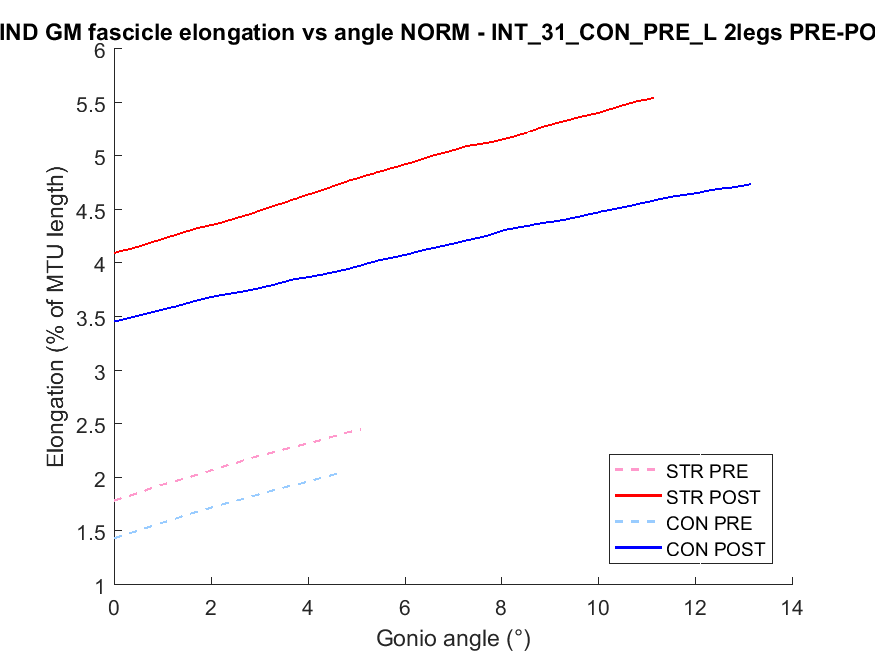 IND GM fascicle elongation vs angle NORM - INT_31_CON_PRE_L 2legs PRE-PO
6
5.5
5
4.5
4
3.5
3
2.5
2
1.5
1
Elongation (% of MTU length)
STR PRE
STR POST
CON PRE
CON POST
0
2
4
6
8
10
12
14
Gonio angle (°)